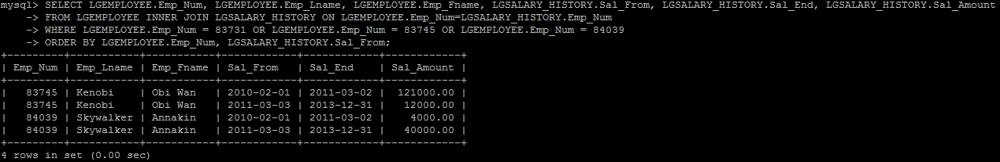 mysql> SELECT LGEMPLOYEE.Emp_Num, LGEMPLOYEE.Emp_Lname, LGEMPLOYEE.Emp_Fname, LGSALARY_HISTORY.Sal_From, LGSALARY_HISTORY.Sal_End, LGSALARY_HISTORY.Sal_Amount
    -> FROM LGEMPLOYEE INNER JOIN LGSALARY_HISTORY ON LGEMPLOYEE.Emp_Num=LGSALARY_HISTORY.Emp_Num
    -> WHERE LGEMPLOYEE.Emp_Num = 83731 OR LGEMPLOYEE.Emp_Num = 83745 OR LGEMPLOYEE.Emp_Num = 84039
    -> ORDER BY LGEMPLOYEE.Emp_Num, LGSALARY_HISTORY.Sal_From;
+---------+-----------+-----------+------------+------------+------------+
| Emp_Num | Emp_Lname | Emp_Fname | Sal_From   | Sal_End    | Sal_Amount |
+---------+-----------+-----------+------------+------------+------------+
|   83745 | Kenobi    | Obi Wan   | 2010-02-01 | 2011-03-02 |  121000.00 |
|   83745 | Kenobi    | Obi Wan   | 2011-03-03 | 2013-12-31 |   12000.00 |
|   84039 | Skywalker | Annakin   | 2010-02-01 | 2011-03-02 |    4000.00 |
|   84039 | Skywalker | Annakin   | 2011-03-03 | 2013-12-31 |   40000.00 |
+---------+-----------+-----------+------------+------------+------------+
4 rows in set (0.00 sec)